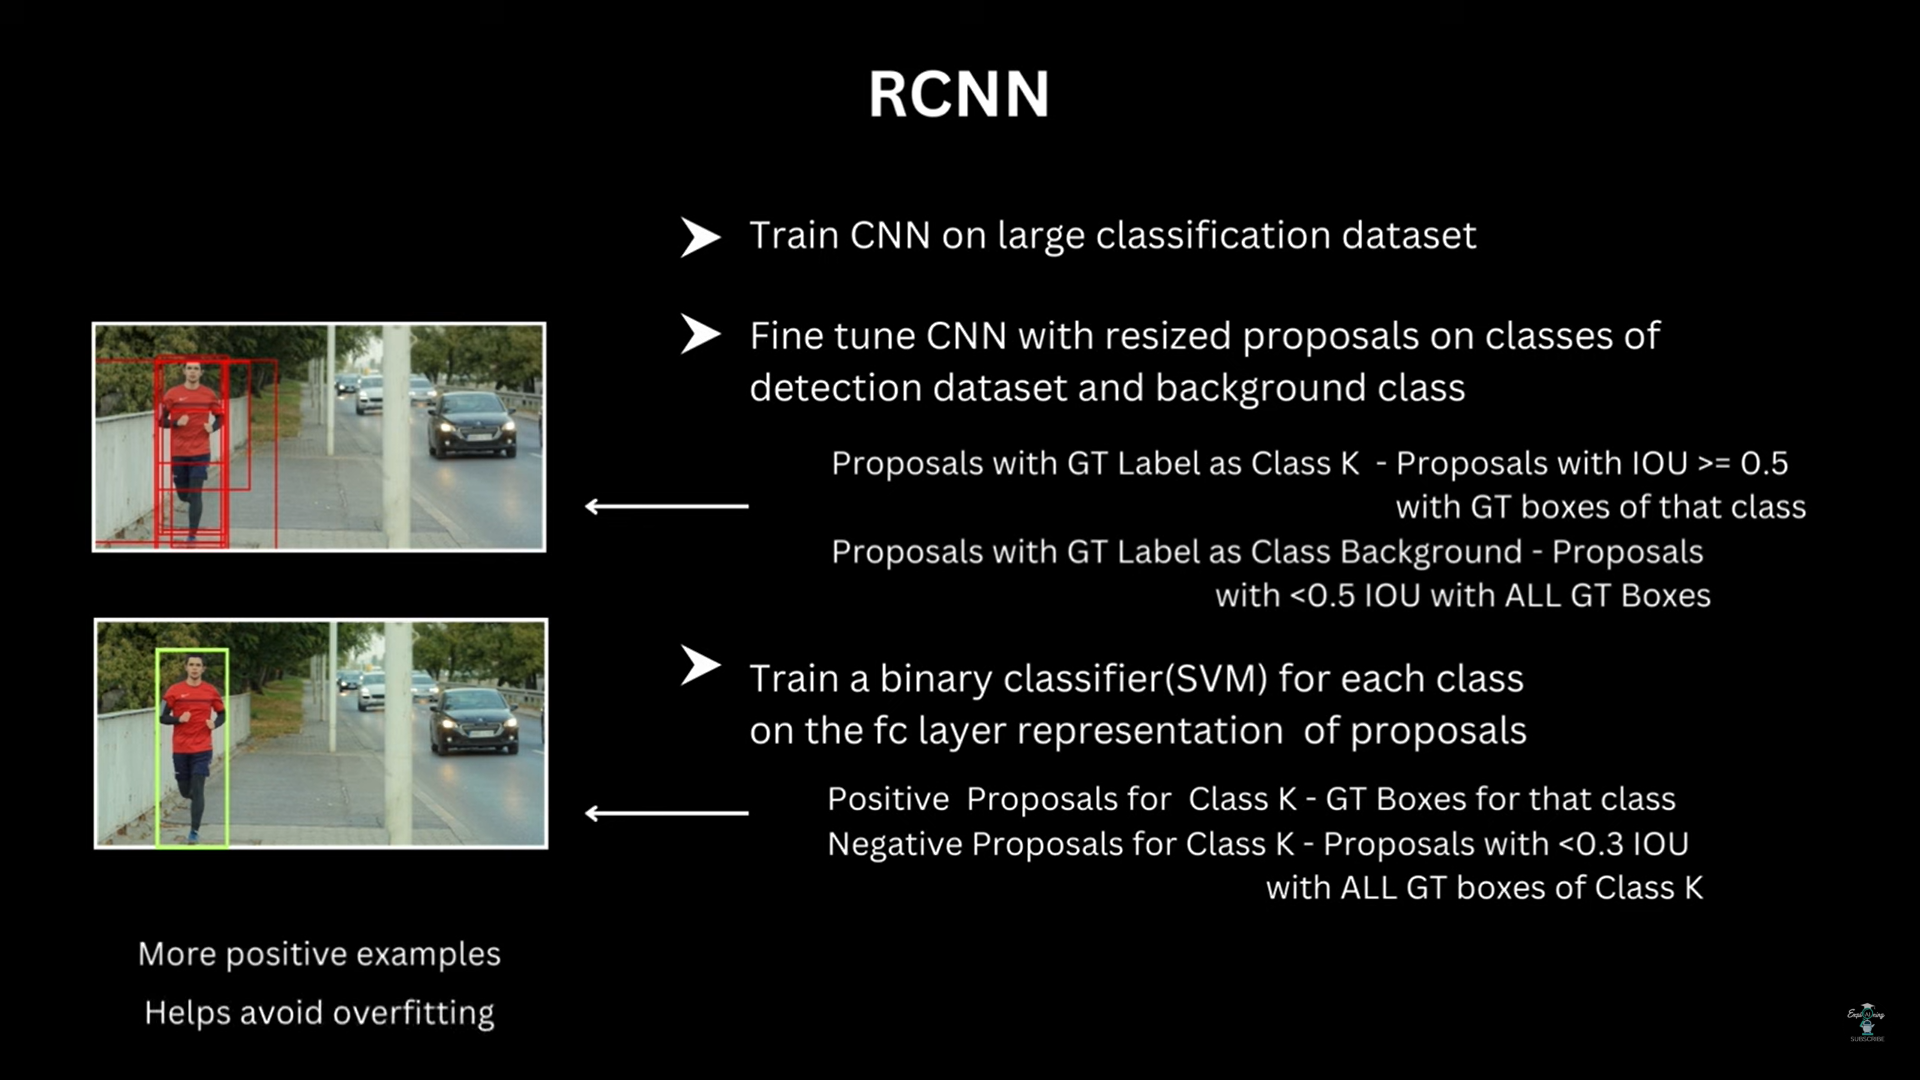 RCNN
Train CNN on large classification dataset
Fine tune CNN with resized proposals on classes of
detection dataset and background class
Proposals with GT Label as Class K - Proposals with IOU >= 0.5
with GT boxes of that class
Proposals with GT Label as Class Background - Proposals
with <0.5 IOU with ALL GT Boxes
Train a binary classifier(SVM) for each class
on the fc layer representation of proposals
Positive Proposals for Class K - GT Boxes for that class
Negative Proposals for Class K - Proposals with <0.3 IOU
with ALL GT boxes of Class K
More positive examples
Helps avoid overfitting
SUBSCRIBE